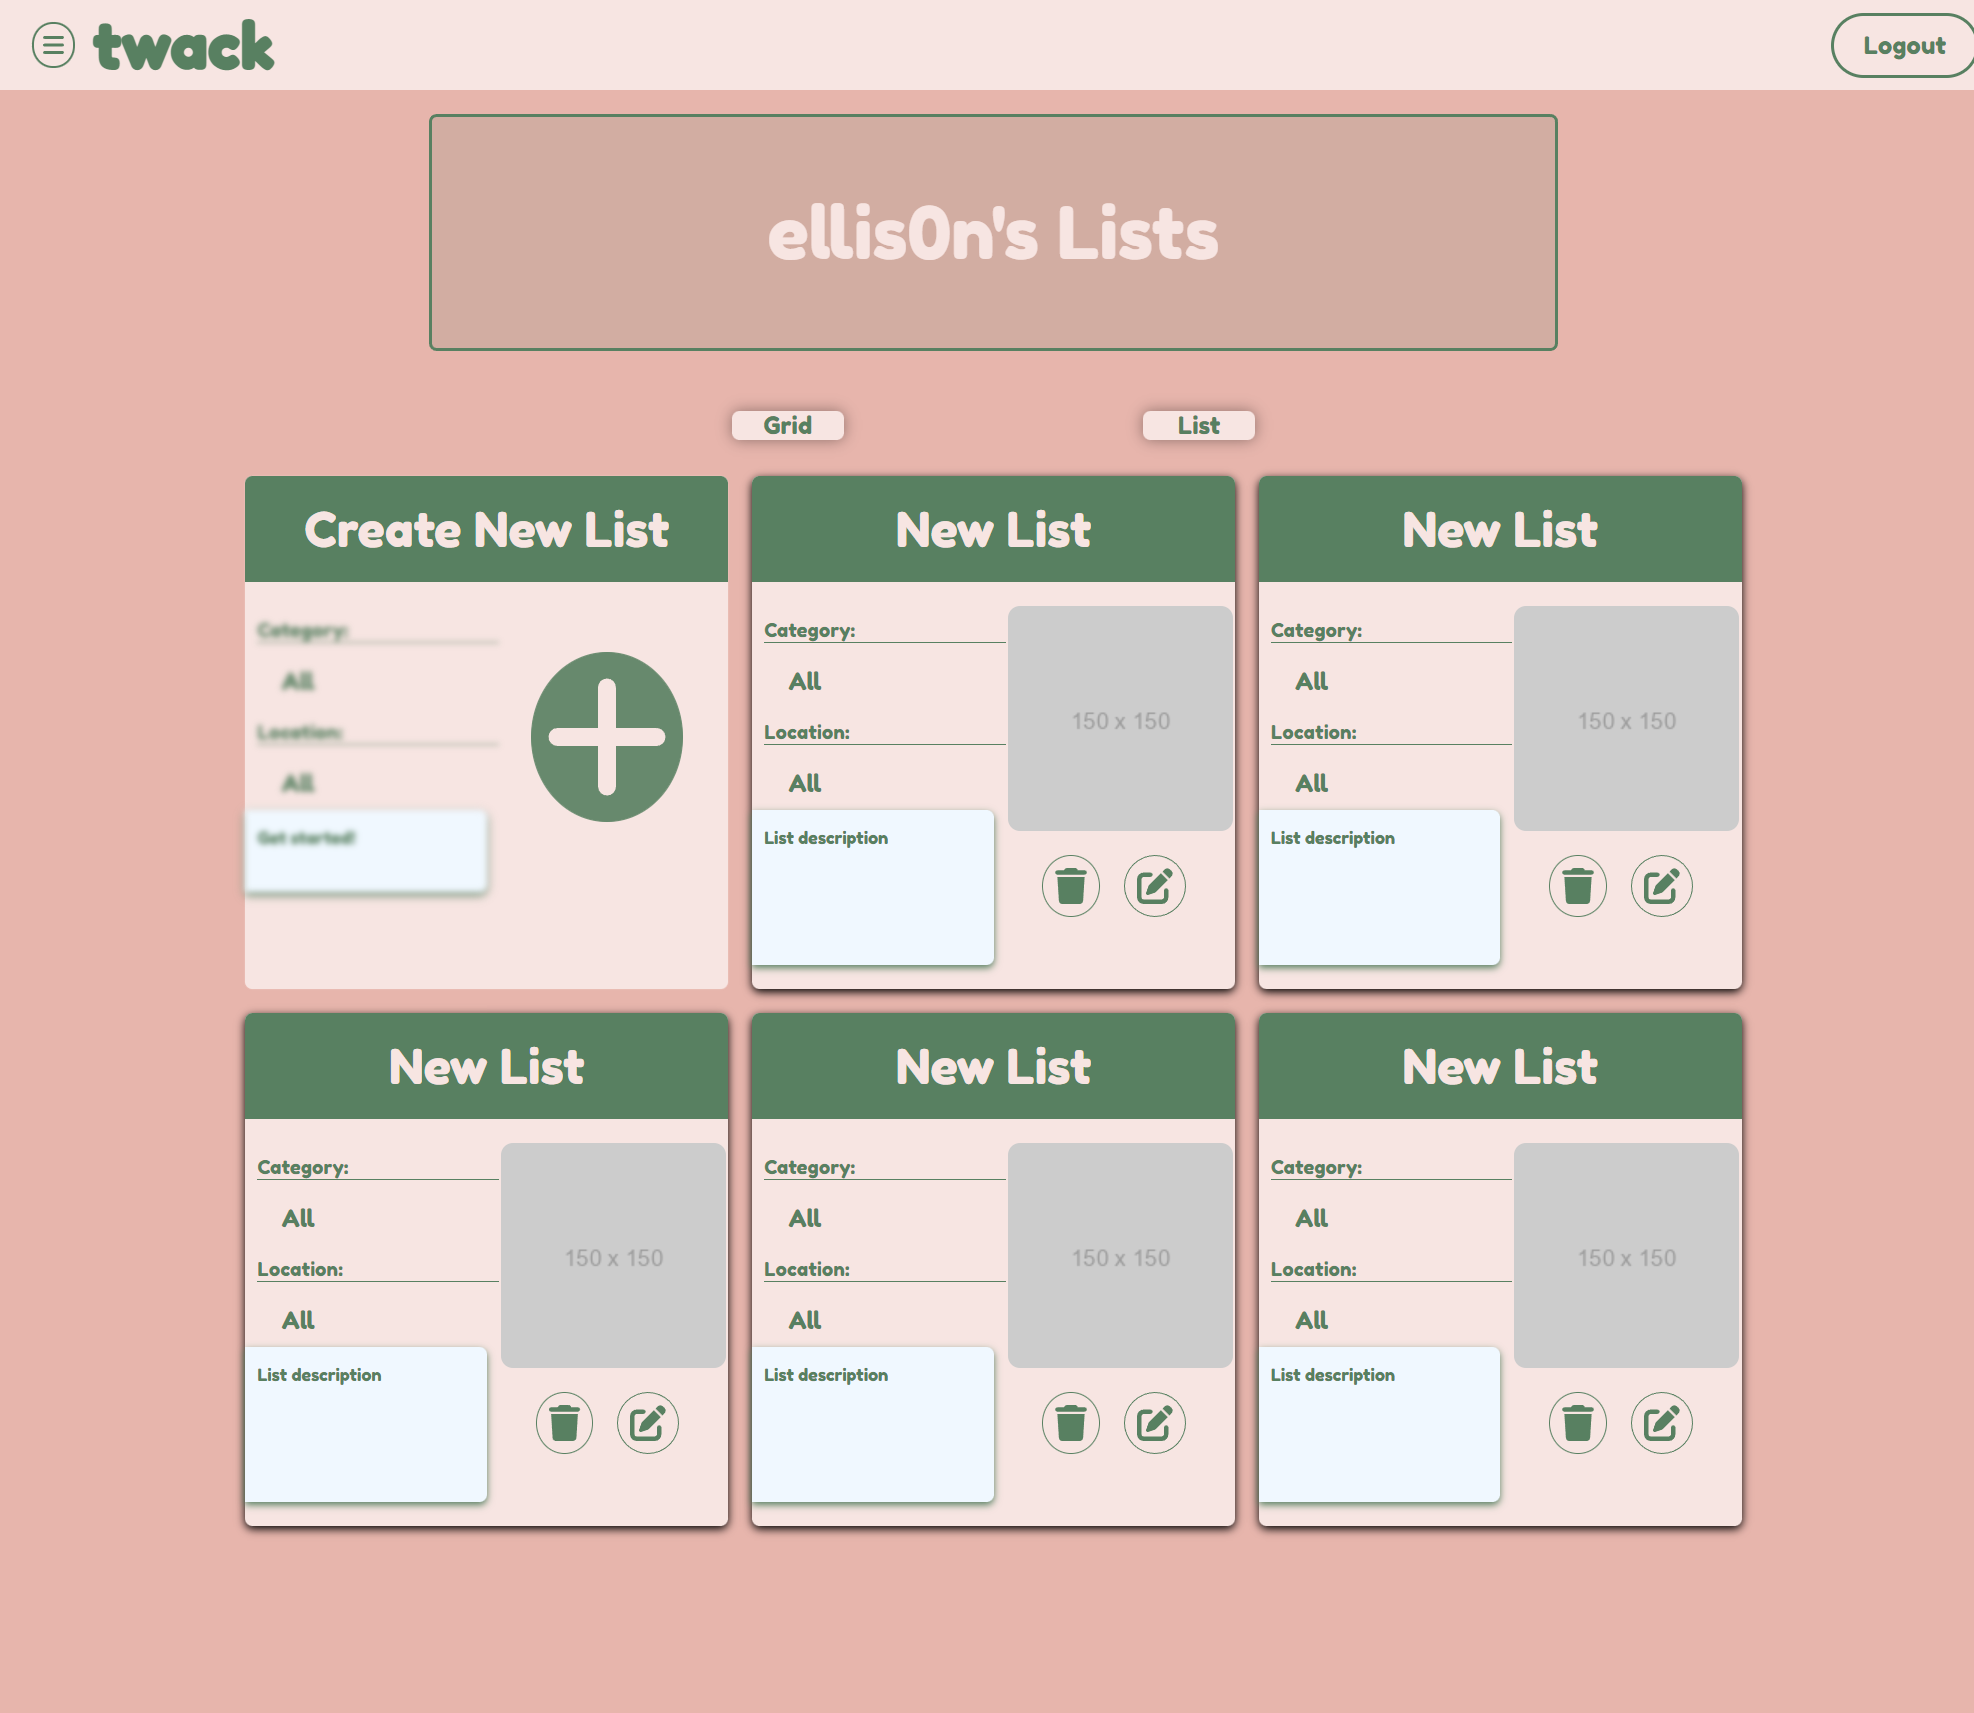 twack
Logout
ellis0n's Lists
Grid
List
Create New List
Category:
All
Location:
All
Get started!
New List
Category:
All
Location:
All
List description
150 x 150
New List
Category:
All
Location:
All
List description
150 x 150
New List
Category:
All
Location:
All
List description
150 x 150
New List
Category:
All
Location:
All
List description
150 x 150
New List
Category:
All
Location:
All
List description
150 x 150